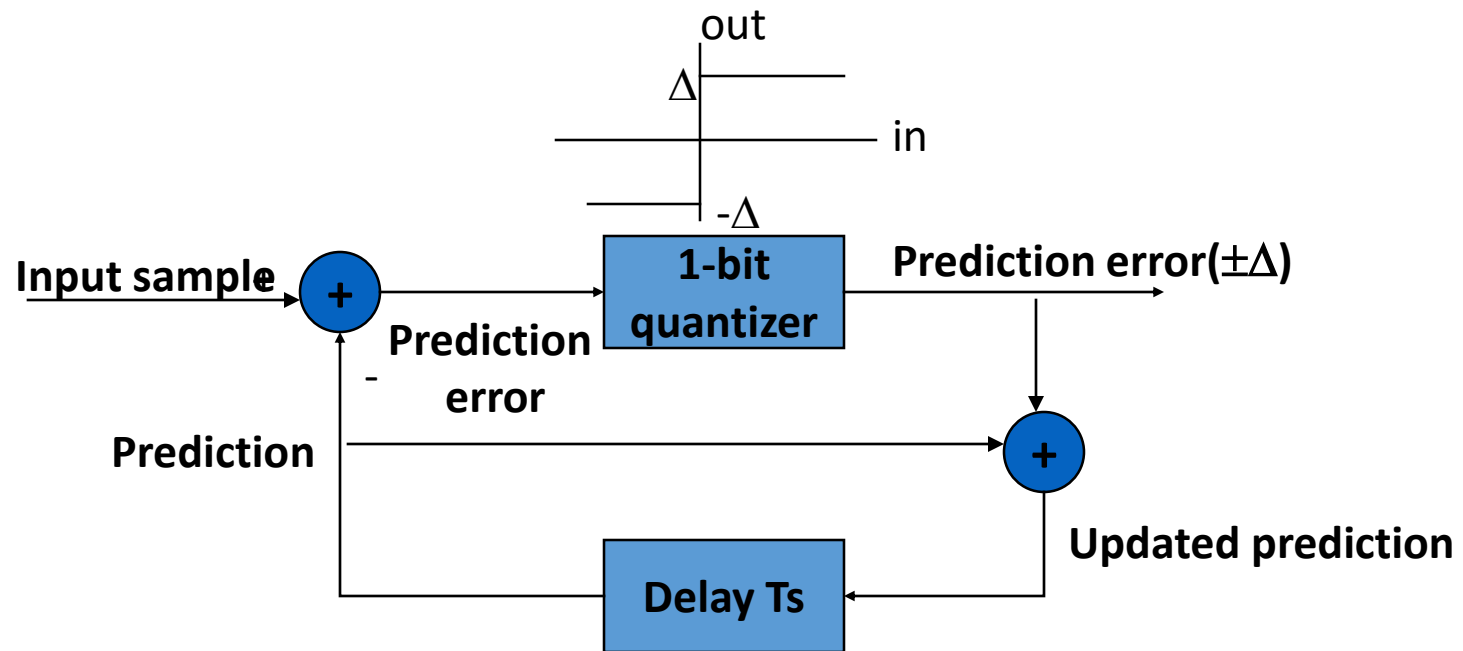 out
Δ
in
-Δ
1-bit
quantizer
Prediction error(±Δ)
Input sample
+
+
Prediction
error
-
Prediction
+
Updated prediction
Delay Ts